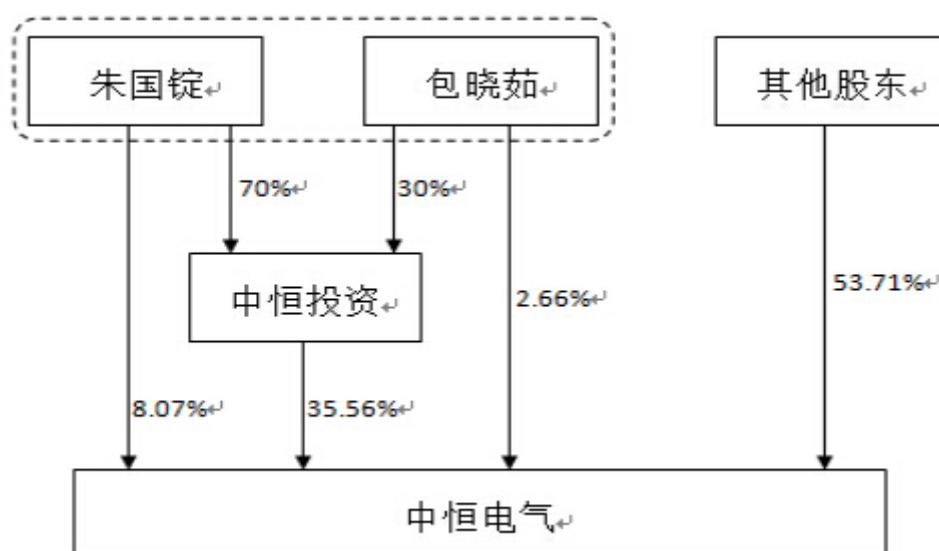 朱国锭
包晓茹
其他股东
70%
30%
中恒投资
2.66%
53.71%
8.07%
35.56%
中恒电气